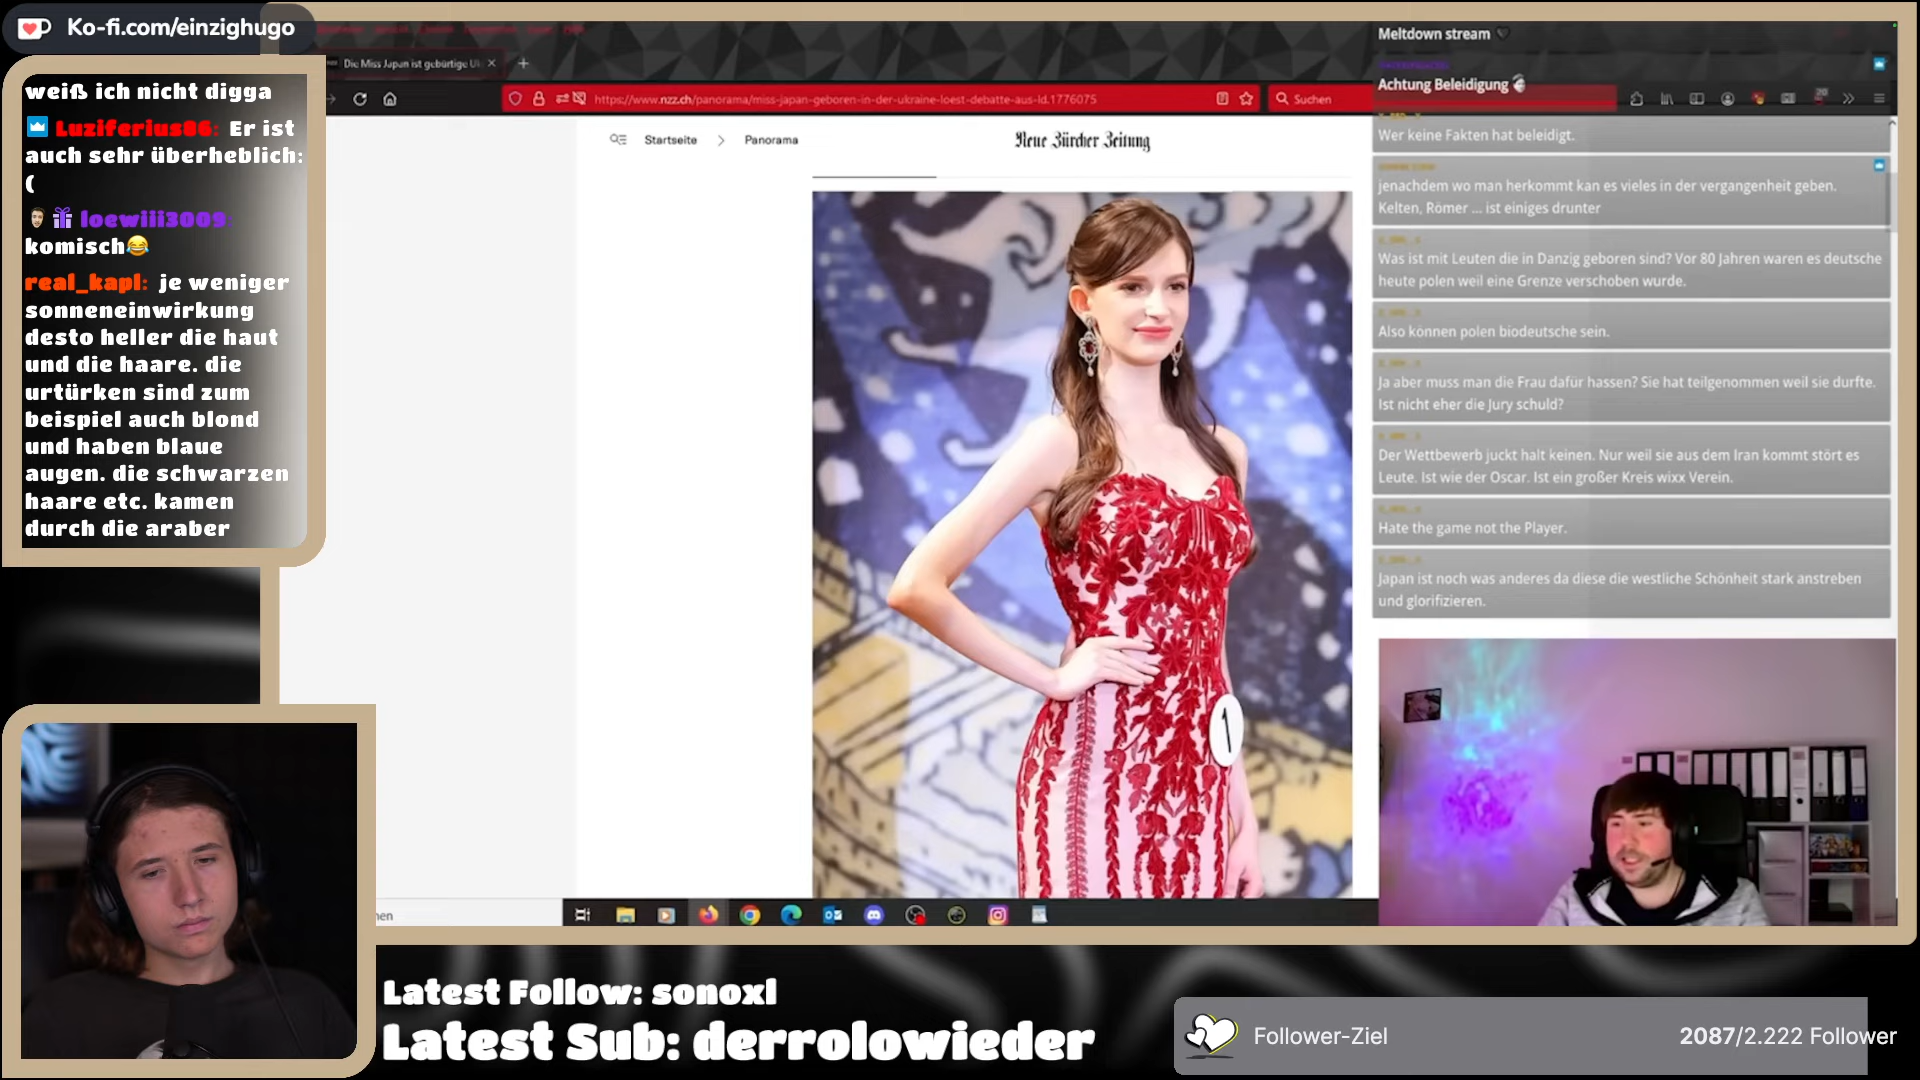 Ko-fi.com/einzighugo
weiß ich nicht digga
Luziferius86: Er ist
auch sehr überheblich:
(
loewiii3009:
komisch😂
real_kapl: je weniger
sonneneinwirkung
desto heller die haut
und die haare. die
urtürken sind zum
beispiel auch blond
und haben blaue
augen. die schwarzen
haare etc. kamen
durch die araber
Die Miss Japan ist gebürtige
https://www.nzz.ch/panorama/miss-japan-geboren-in-der-ukraine-loest-debatte-aus-ld.1776075
Suchen
20
Startseite
Panorama
Neue Zürcher Zeitung
1
Meltdown stream
Achtung Beleidigung
Wer keine Fakten hat beleidigt.
jenachdem wo man herkommt kan es vieles in der vergangenheit geben.
Kelten, Römer ... ist einiges drunter
Was ist mit Leuten die in Danzig geboren sind? Vor 80 Jahren waren es deutsche
heute polen weil eine Grenze verschoben wurde.
Also können polen biodeutsche sein.
Ja aber muss man die Frau dafür hassen? Sie hat teilgenommen weil sie durfte.
Ist nicht eher die Jury schuld?
Der Wettbewerb juckt halt keinen. Nur weil sie aus dem Iran kommt stört es
Leute. Ist wie der Oscar. Ist ein großer Kreis wixx Verein.
Hate the game not the Player.
Japan ist noch was anderes da diese die westliche Schönheit stark anstreben
und glorifizieren.
Latest Follow: sonoxl
Latest Sub: derrolowieder
Follower-Ziel
2087/2.222 Follower